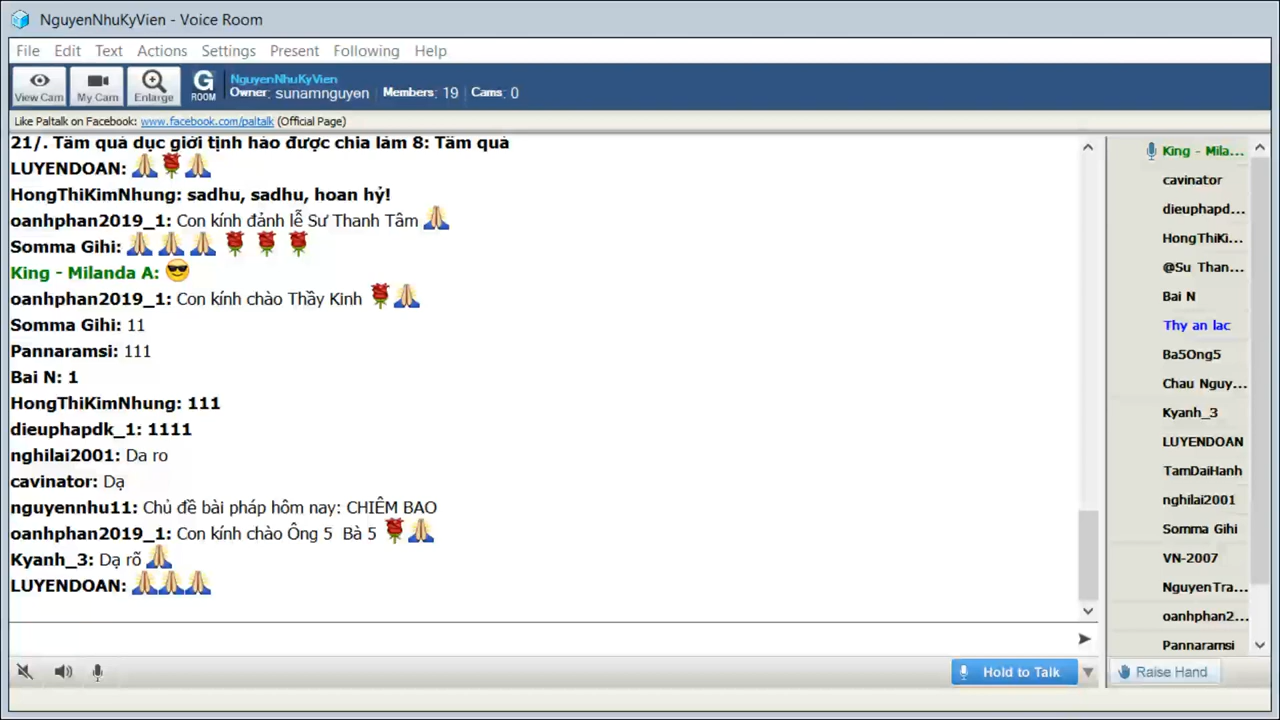 NguyenNhuKyVien - Voice Room
File Edit Text Actions Settings Present Following Help
View Cam My Cam Enlarge G ROOM
NguyenNhuKyVien
Owner: sunamnguyen Members: 19 Cams: 0
Like Paltalk on Facebook: www.facebook.com/paltalk (Official Page)
21/. Tâm quả dục giới tịnh hảo được chia làm 8: Tâm quả
LUYENDOAN:
HongThiKimNhung: sadhu, sadhu, hoan hỷ!
oanhphan2019_1: Con kính đảnh lễ Sư Thanh Tâm
Somma Gihi:
King - Milanda A:
oanhphan2019_1: Con kính chào Thầy Kinh
Somma Gihi: 11
Pannaramsi: 111
Bai N: 1
HongThiKimNhung: 111
dieuphapdk_1: 1111
nghilai2001: Da ro
cavinator: Dạ
nguyennhu11: Chủ đề bài pháp hôm nay: CHIÊM BAO
oanhphan2019_1: Con kính chào Ông 5 Bà 5
Kyanh_3: Dạ rõ
LUYENDOAN:
King - Mila...
cavinator
dieuphapd...
HongThiKi...
@Su Than...
Bai N
Thy an lac
Ba5Ong5
Chau Nguy...
Kyanh_3
LUYENDOAN
TamDaiHanh
nghilai2001
Somma Gihi
VN-2007
NguyenTra...
oanhphan2...
Pannaramsi
Hold to Talk
Raise Hand